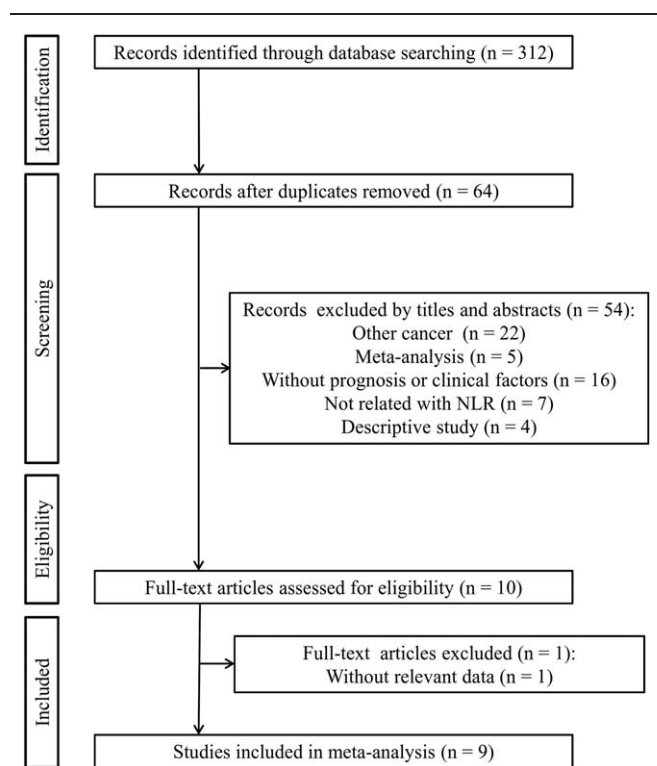 Identification
Records identified through database searching (n = 312)
Records after duplicates removed (n = 64)
Screening
Records excluded by titles and abstracts (n = 54):
Other cancer (n = 22)
Meta-analysis (n = 5)
Without prognosis or clinical factors (n = 16)
Not related with NLR (n = 7)
Descriptive study (n = 4)
Eligibility
Full-text articles assessed for eligibility (n = 10)
Included
Full-text articles excluded (n = 1):
Without relevant data (n = 1)
Studies included in meta-analysis (n = 9)